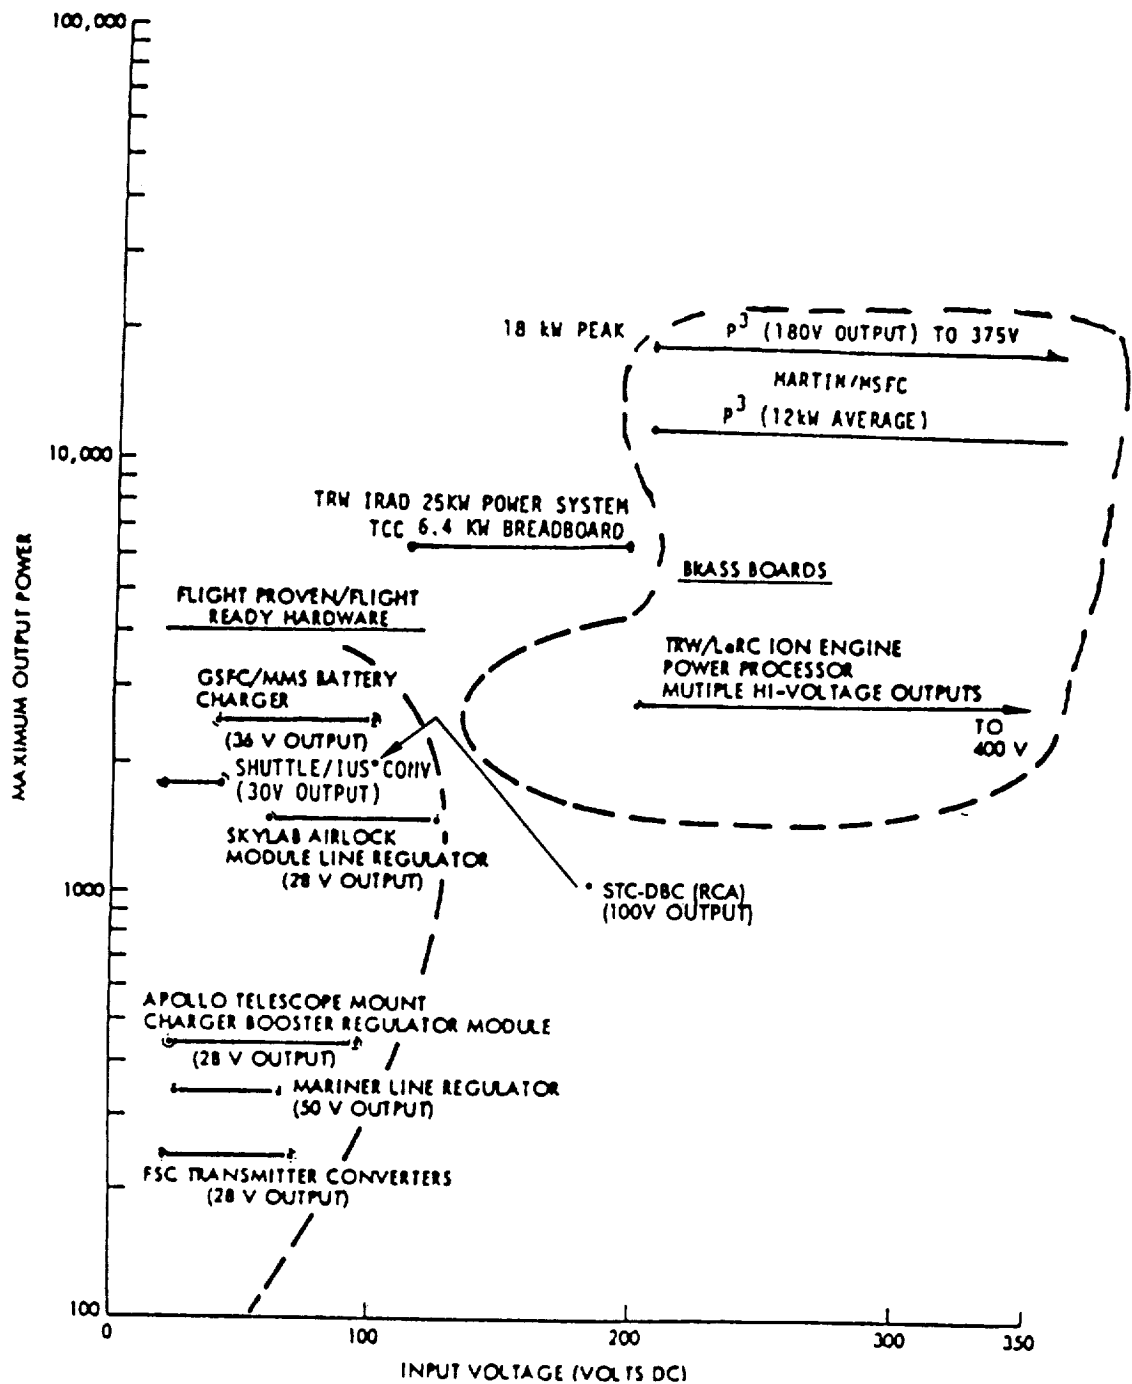 100,000
18 kW PEAK
P3 (180V OUTPUT) TO 375V
MARTIN/MSFC
P3 (12kW AVERAGE)
10,000
TRW IRAD 25KW POWER SYSTEM
TCC 6.4 KW BREADBOARD
BRASS BOARDS
FLIGHT PROVEN/FLIGHT
READY HARDWARE
TRW/LeRC ION ENGINE
POWER PROCESSOR
MUTIPLE HI-VOLTAGE OUTPUTS
TO
400 V
GSFC/MMS BATTERY
CHARGER
(36 V OUTPUT)
SHUTTLE/IUS* CONV
(30V OUTPUT)
SKYLAB AIRLOCK
MODULE LINE REGULATOR
(28 V OUTPUT)
1000
STC-DBC (RCA)
(100V OUTPUT)
APOLLO TELESCOPE MOUNT
CHARGER BOOSTER REGULATOR MODULE
(28 V OUTPUT)
MARINER LINE REGULATOR
(50 V OUTPUT)
FSC TRANSMITTER CONVERTERS
(28 V OUTPUT)
100
MAXIMUM OUTPUT POWER
0
100
200
300
350
INPUT VOLTAGE (VOLTS DC)